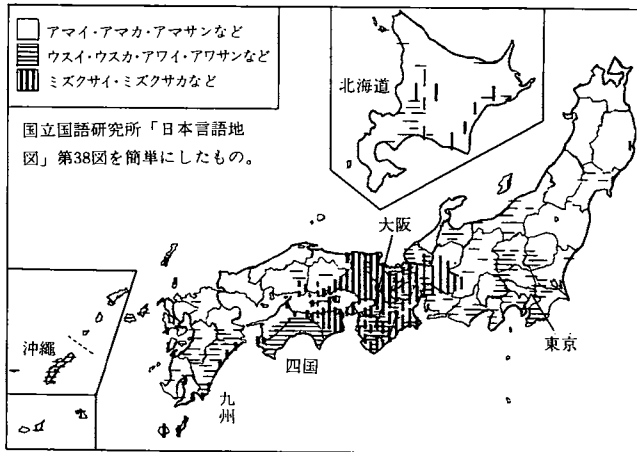 アマイ・アマカ・アマサンなど
ウスイ・ウスカ・アワイ・アワサンなど
ミズクサイ・ミズクサカなど
国立国語研究所「日本言語地
図」第38図を簡単にしたもの。
北海道
大阪
東京
沖縄
四国
九州